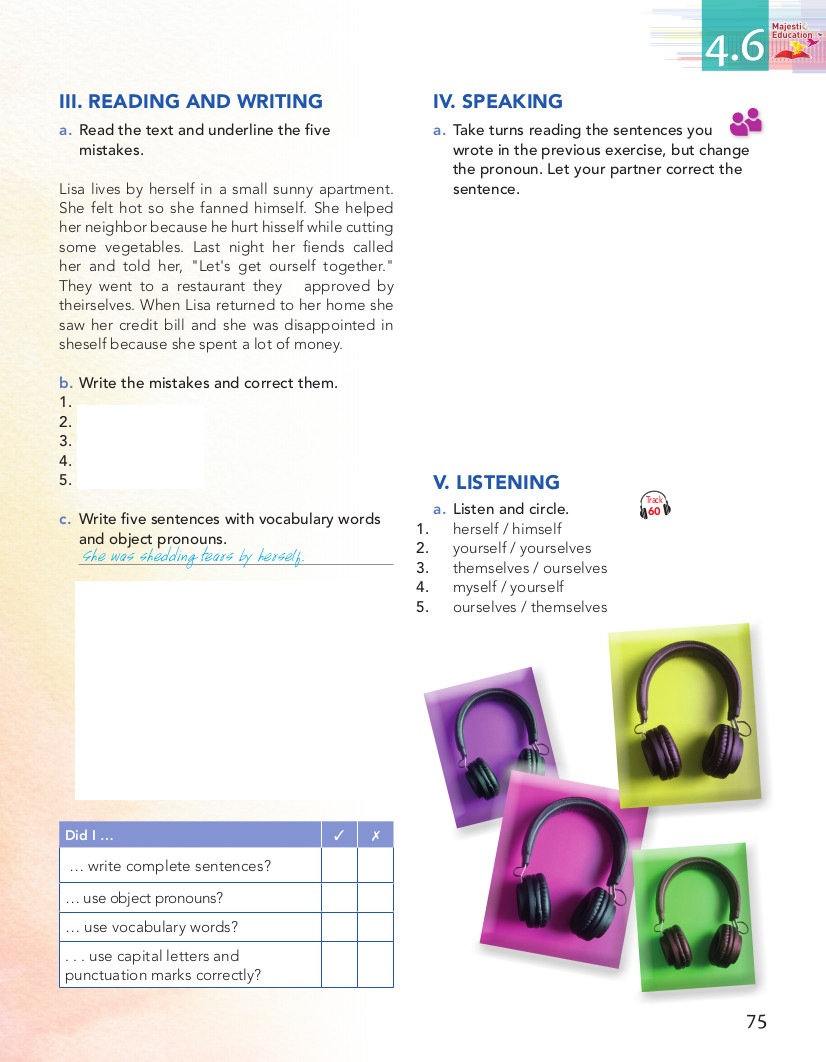 4.6
Majestic
Education
III. READING AND WRITING
a. Read the text and underline the five
mistakes.
Lisa lives by herself in a small sunny apartment.
She felt hot so she fanned himself. She helped
her neighbor because he hurt hisself while cutting
some vegetables. Last night her fiends called
her and told her, "Let's get ourself together."
They went to a restaurant they approved by
theirselves. When Lisa returned to her home she
saw her credit bill and she was disappointed in
sheself because she spent a lot of money.
b. Write the mistakes and correct them.
1.
2.
3.
4.
5.
c. Write five sentences with vocabulary words
and object pronouns.
She was shedding tears by herself.
Did I ... ✓ ✗
... write complete sentences?
... use object pronouns?
... use vocabulary words?
. . . use capital letters and
punctuation marks correctly?
IV. SPEAKING
a. Take turns reading the sentences you
wrote in the previous exercise, but change
the pronoun. Let your partner correct the
sentence.
V. LISTENING
Track
60
a. Listen and circle.
1. herself / himself
2. yourself / yourselves
3. themselves / ourselves
4. myself / yourself
5. ourselves / themselves
75